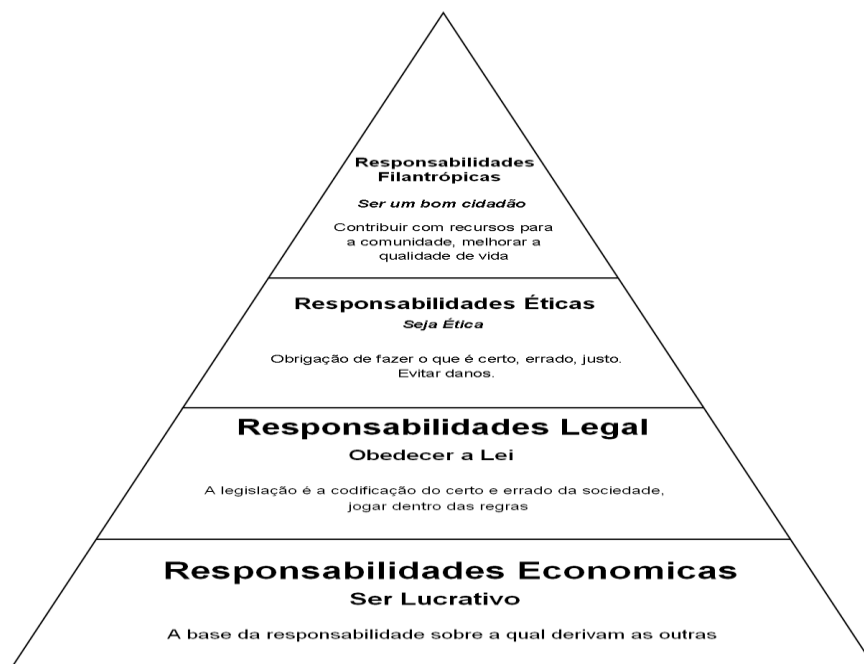 Responsabilidades
Filantrópicas
Ser um bom cidadão
Contribuir com recursos para
a comunidade, melhorar a
qualidade de vida
Responsabilidades Éticas
Seja Ética
Obrigação de fazer o que é certo, errado, justo.
Evitar danos.
Responsabilidades Legal
Obedecer a Lei
A legislação é a codificação do certo e errado da sociedade,
jogar dentro das regras
Responsabilidades Economicas
Ser Lucrativo
A base da responsabilidade sobre a qual derivam as outras